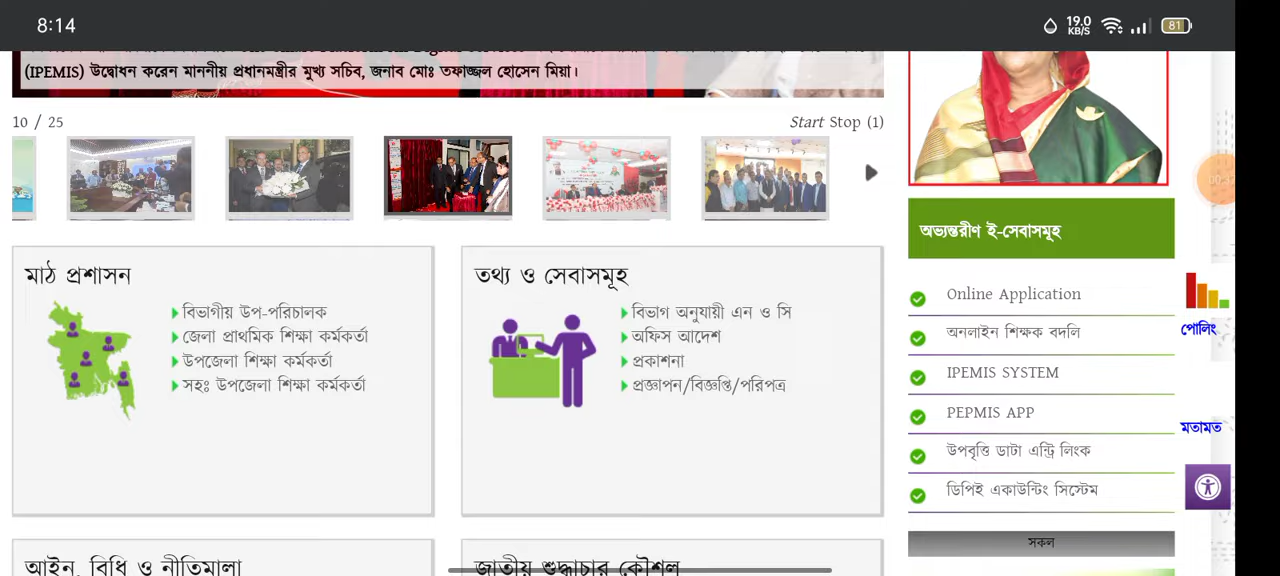 8:14
19.0
KB/S
81
(IPEMIS) উদ্বোধন করেন মাননীয় প্রধানমন্ত্রীর মুখ্য সচিব, জনাব মোঃ তফাজ্জল হোসেন মিয়া।
10 / 25
Start Stop (1)
মাঠ প্রশাসন
বিভাগীয় উপ-পরিচালক
জেলা প্রাথমিক শিক্ষা কর্মকর্তা
উপজেলা শিক্ষা কর্মকর্তা
সহঃ উপজেলা শিক্ষা কর্মকর্তা
তথ্য ও সেবাসমূহ
বিভাগ অনুযায়ী এন ও সি
অফিস আদেশ
প্রকাশনা
প্রজ্ঞাপন/বিজ্ঞপ্তি/পরিপত্র
আইন, বিধি ও নীতিমালা
জাতীয় শুদ্ধাচার কৌশল
অভ্যন্তরীণ ই-সেবাসমূহ
Online Application
অনলাইন শিক্ষক বদলি
IPEMIS SYSTEM
PEPMIS APP
উপবৃত্তি ডাটা এন্ট্রি লিংক
ডিপিই একাউন্টিং সিস্টেম
সকল
পোলিং
মতামত